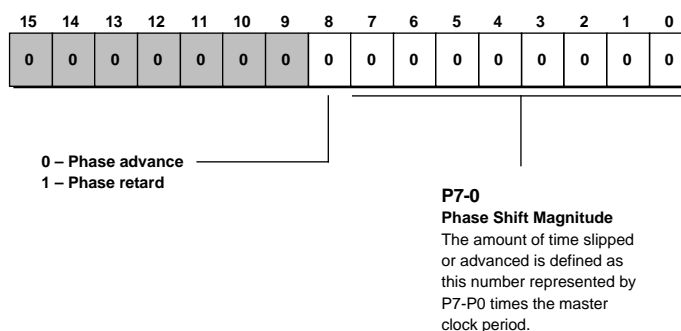 15 14 13 12 11 10 9 8 7 6 5 4 3 2 1 0
0 0 0 0 0 0 0 0 0 0 0 0 0 0 0 0
0 – Phase advance
1 – Phase retard
P7-0
Phase Shift Magnitude
The amount of time slipped
or advanced is defined as
this number represented by
P7-P0 times the master
clock period.